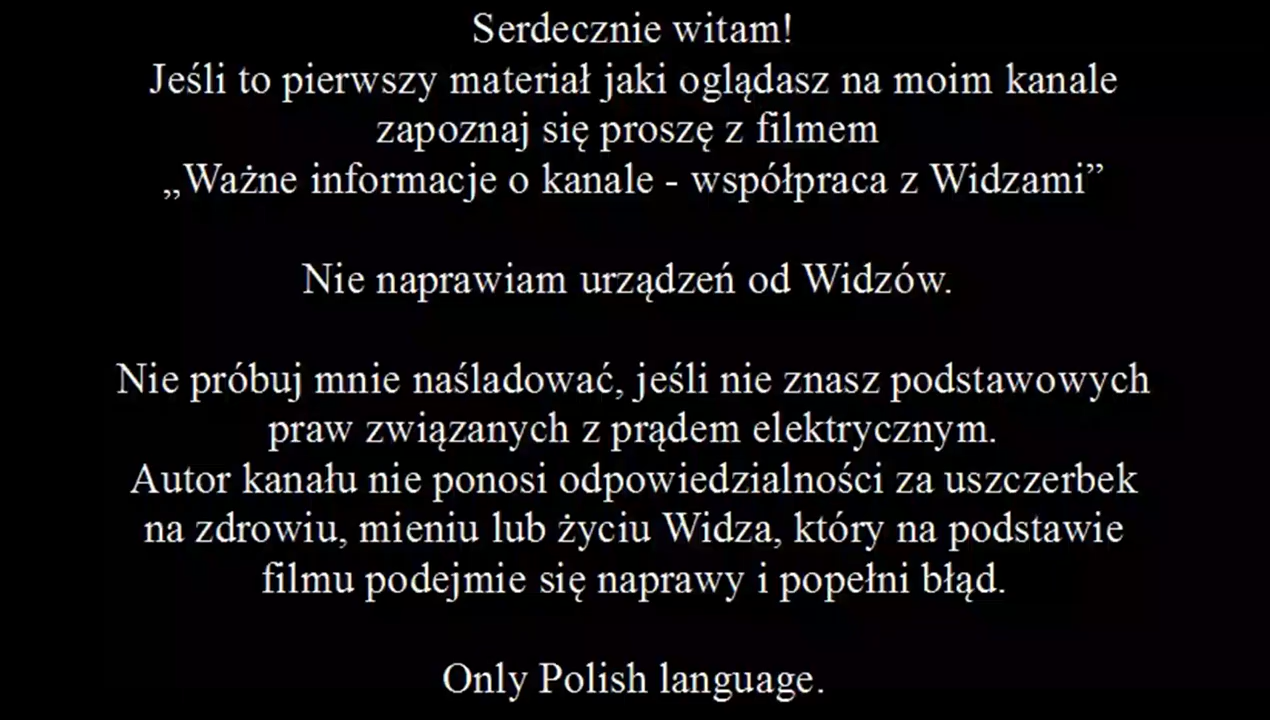 Serdecznie witam!
Jeśli to pierwszy materiał jaki oglądasz na moim kanale
zapoznaj się proszę z filmem
„Ważne informacje o kanale - współpraca z Widzami”
Nie naprawiam urządzeń od Widzów.
Nie próbuj mnie naśladować, jeśli nie znasz podstawowych
praw związanych z prądem elektrycznym.
Autor kanału nie ponosi odpowiedzialności za uszczerbek
na zdrowiu, mieniu lub życiu Widza, który na podstawie
filmu podejmie się naprawy i popełni błąd.
Only Polish language.